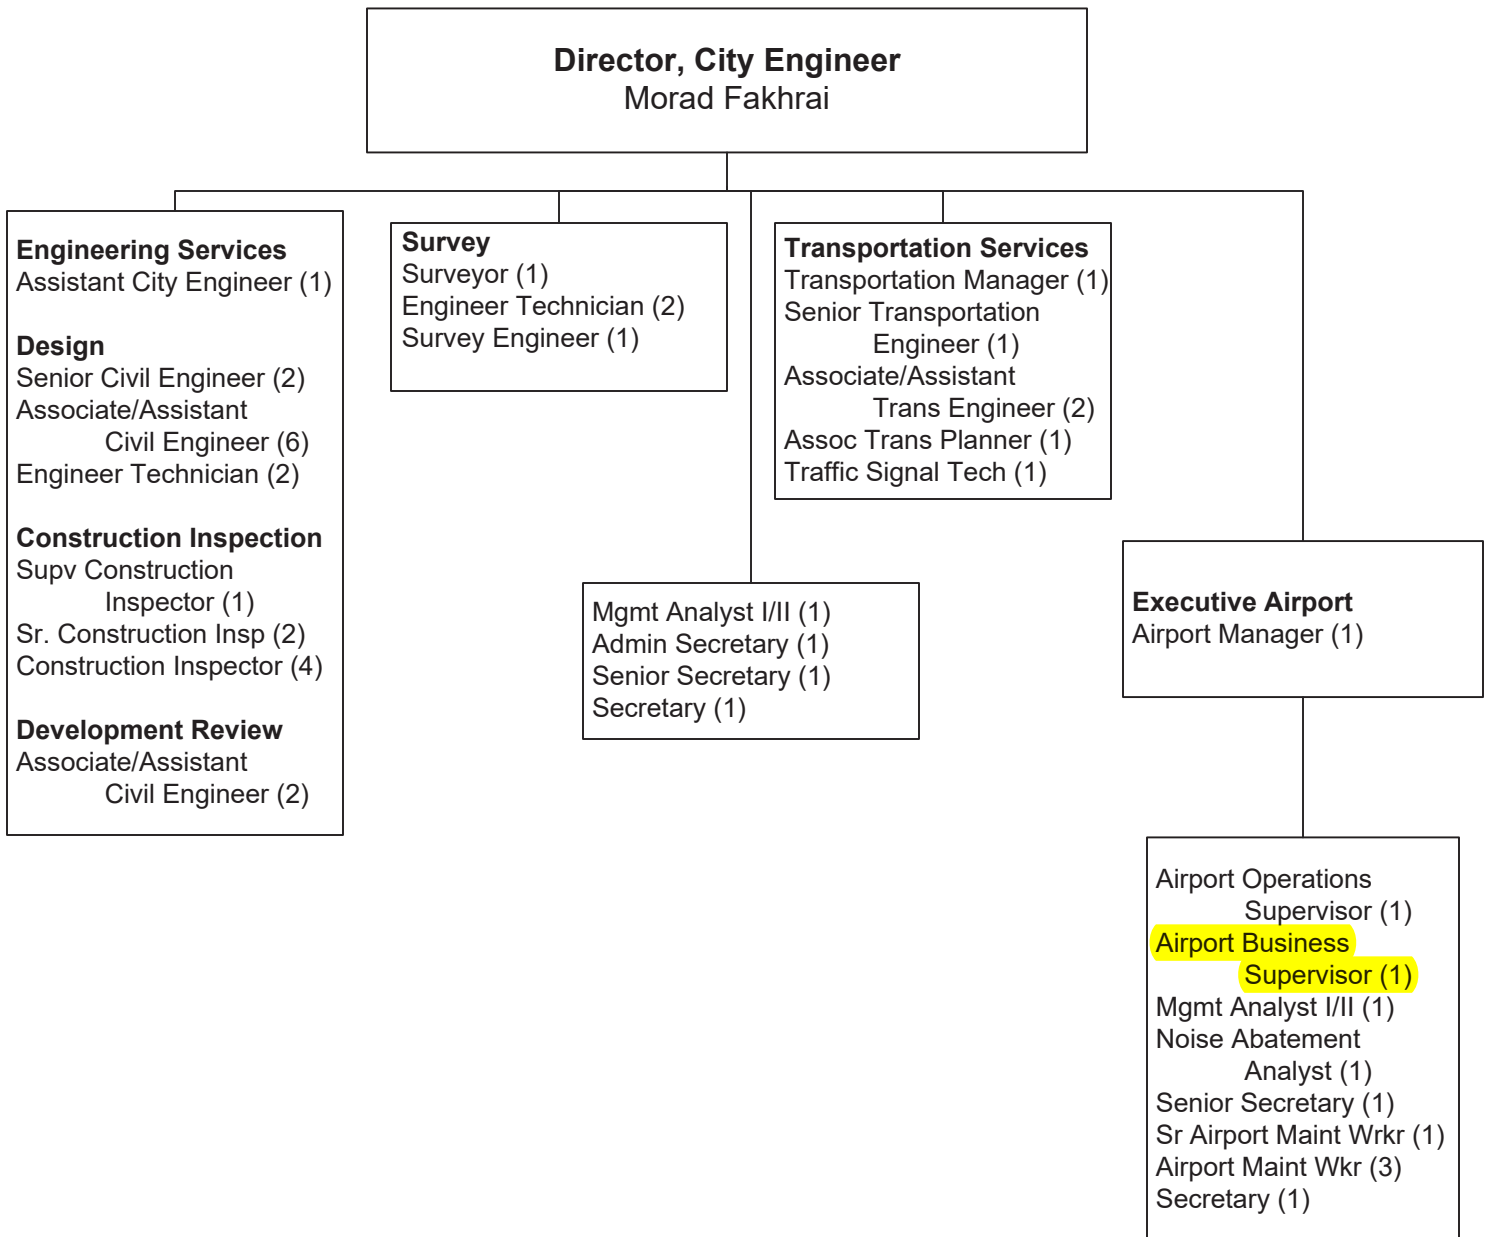 Director, City Engineer
Morad Fakhrai
Engineering Services
Assistant City Engineer (1)
Design
Senior Civil Engineer (2)
Associate/Assistant
Civil Engineer (6)
Engineer Technician (2)
Construction Inspection
Supv Construction
Inspector (1)
Sr. Construction Insp (2)
Construction Inspector (4)
Development Review
Associate/Assistant
Civil Engineer (2)
Survey
Surveyor (1)
Engineer Technician (2)
Survey Engineer (1)
Mgmt Analyst I/II (1)
Admin Secretary (1)
Senior Secretary (1)
Secretary (1)
Transportation Services
Transportation Manager (1)
Senior Transportation
Engineer (1)
Associate/Assistant
Trans Engineer (2)
Assoc Trans Planner (1)
Traffic Signal Tech (1)
Executive Airport
Airport Manager (1)
Airport Operations
Supervisor (1)
Airport Business
Supervisor (1)
Mgmt Analyst I/II (1)
Noise Abatement
Analyst (1)
Senior Secretary (1)
Sr Airport Maint Wrkr (1)
Airport Maint Wkr (3)
Secretary (1)